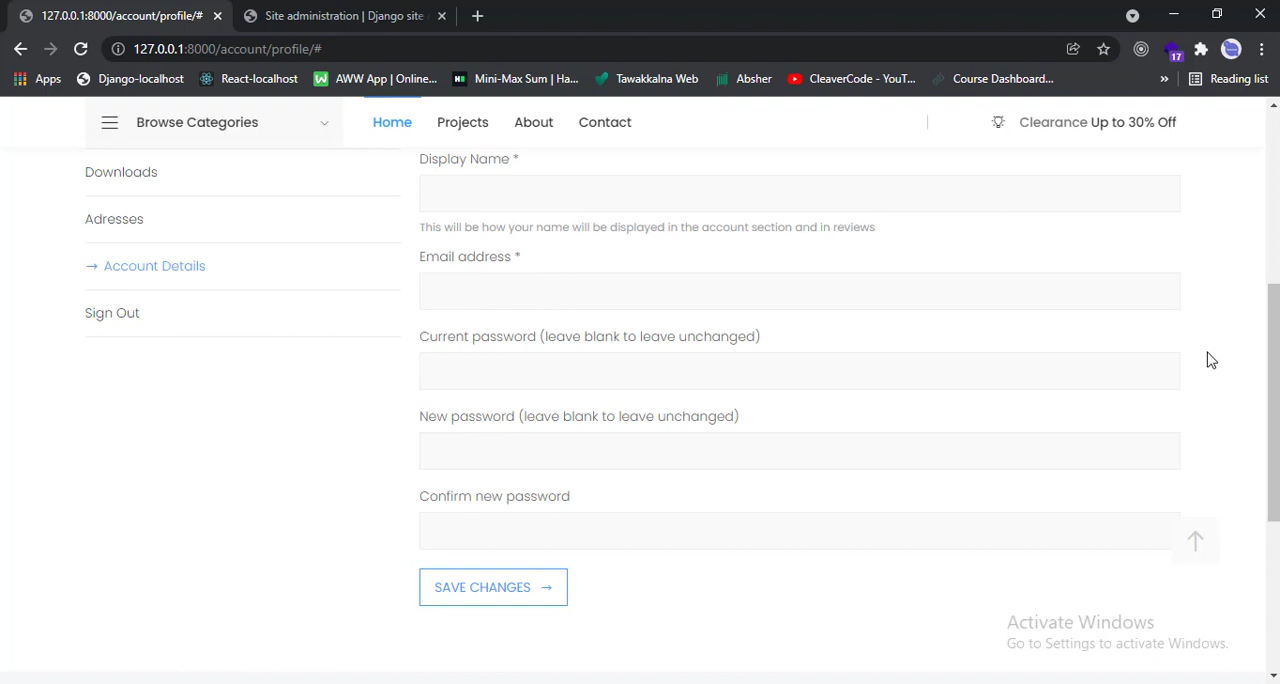 127.0.0.1:8000/account/profile/#
Site administration | Django site
127.0.0.1:8000/account/profile/#
17
Apps
Django-localhost
React-localhost
AWW App | Online...
Mini-Max Sum | Ha...
Tawakkalna Web
Absher
CleaverCode - YouT...
Course Dashboard...
»
Reading list
Browse Categories
Home
Projects
About
Contact
Clearance Up to 30% Off
Downloads
Adresses
→ Account Details
Sign Out
Display Name *
This will be how your name will be displayed in the account section and in reviews
Email address *
Current password (leave blank to leave unchanged)
New password (leave blank to leave unchanged)
Confirm new password
SAVE CHANGES →
Activate Windows
Go to Settings to activate Windows.